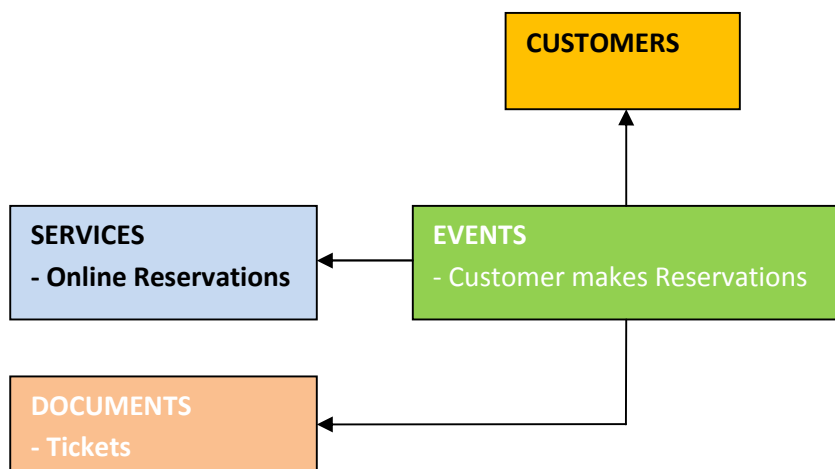 CUSTOMERS
SERVICES
- Online Reservations
EVENTS
- Customer makes Reservations
DOCUMENTS
- Tickets